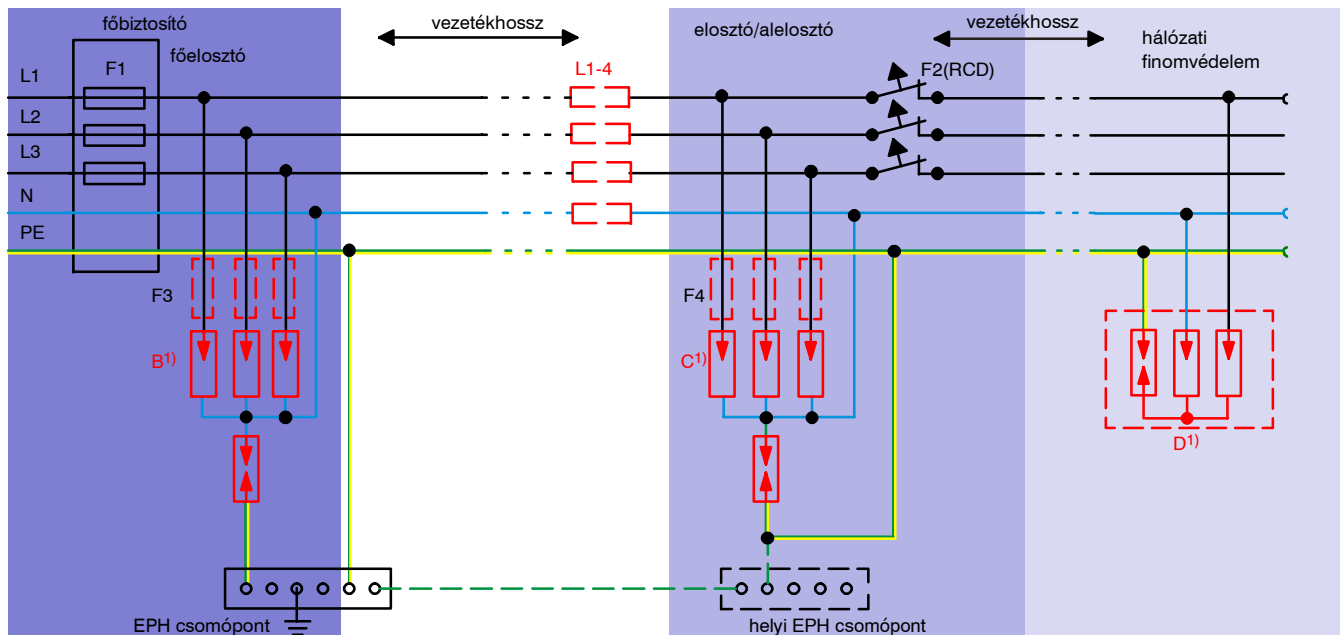 főbiztosító
főelosztó
vezetékhossz
elosztó/alelosztó
vezetékhossz
hálózati
finomvédelem
L1
F1
L1-4
F2(RCD)
L2
L3
N
PE
F3
F4
B1)
C1)
D1)
EPH csomópont
helyi EPH csomópont